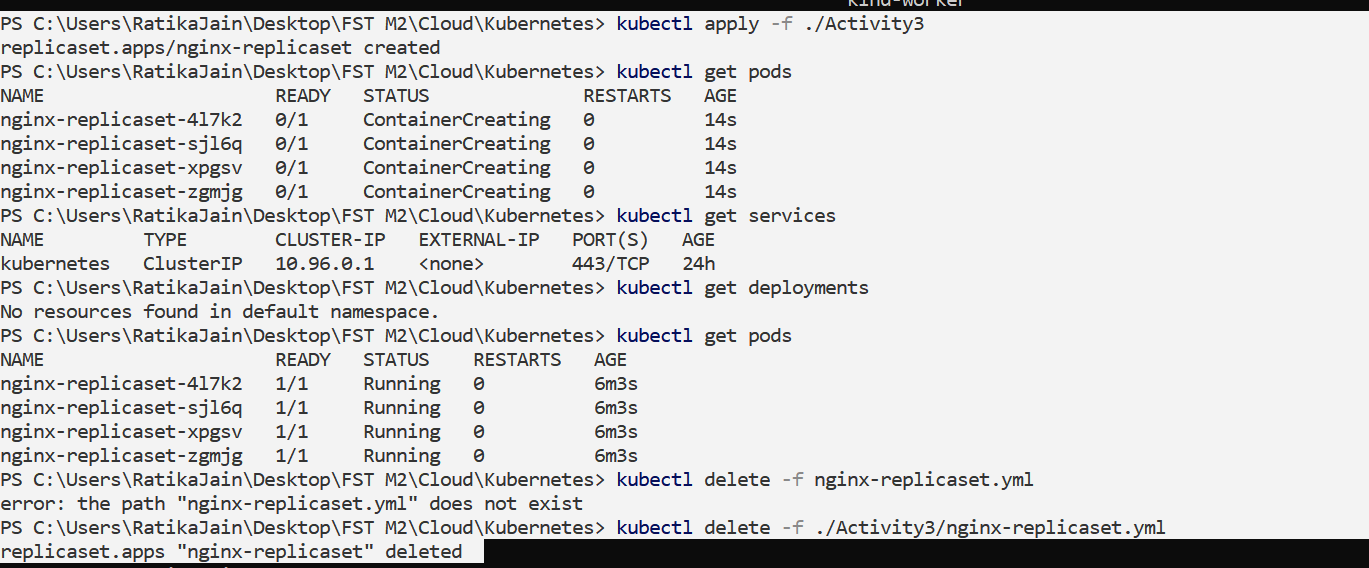 kind-worker
PS C:\Users\RatikaJain\Desktop\FST M2\Cloud\Kubernetes> kubectl apply -f ./Activity3
replicaset.apps/nginx-replicaset created
PS C:\Users\RatikaJain\Desktop\FST M2\Cloud\Kubernetes> kubectl get pods
NAME                     READY   STATUS              RESTARTS   AGE
nginx-replicaset-4l7k2   0/1     ContainerCreating   0          14s
nginx-replicaset-sjl6q   0/1     ContainerCreating   0          14s
nginx-replicaset-xpgsv   0/1     ContainerCreating   0          14s
nginx-replicaset-zgmjg   0/1     ContainerCreating   0          14s
PS C:\Users\RatikaJain\Desktop\FST M2\Cloud\Kubernetes> kubectl get services
NAME         TYPE        CLUSTER-IP   EXTERNAL-IP   PORT(S)   AGE
kubernetes   ClusterIP   10.96.0.1    <none>        443/TCP   24h
PS C:\Users\RatikaJain\Desktop\FST M2\Cloud\Kubernetes> kubectl get deployments
No resources found in default namespace.
PS C:\Users\RatikaJain\Desktop\FST M2\Cloud\Kubernetes> kubectl get pods
NAME                     READY   STATUS    RESTARTS   AGE
nginx-replicaset-4l7k2   1/1     Running   0          6m3s
nginx-replicaset-sjl6q   1/1     Running   0          6m3s
nginx-replicaset-xpgsv   1/1     Running   0          6m3s
nginx-replicaset-zgmjg   1/1     Running   0          6m3s
PS C:\Users\RatikaJain\Desktop\FST M2\Cloud\Kubernetes> kubectl delete -f nginx-replicaset.yml
error: the path "nginx-replicaset.yml" does not exist
PS C:\Users\RatikaJain\Desktop\FST M2\Cloud\Kubernetes> kubectl delete -f ./Activity3/nginx-replicaset.yml
replicaset.apps "nginx-replicaset" deleted